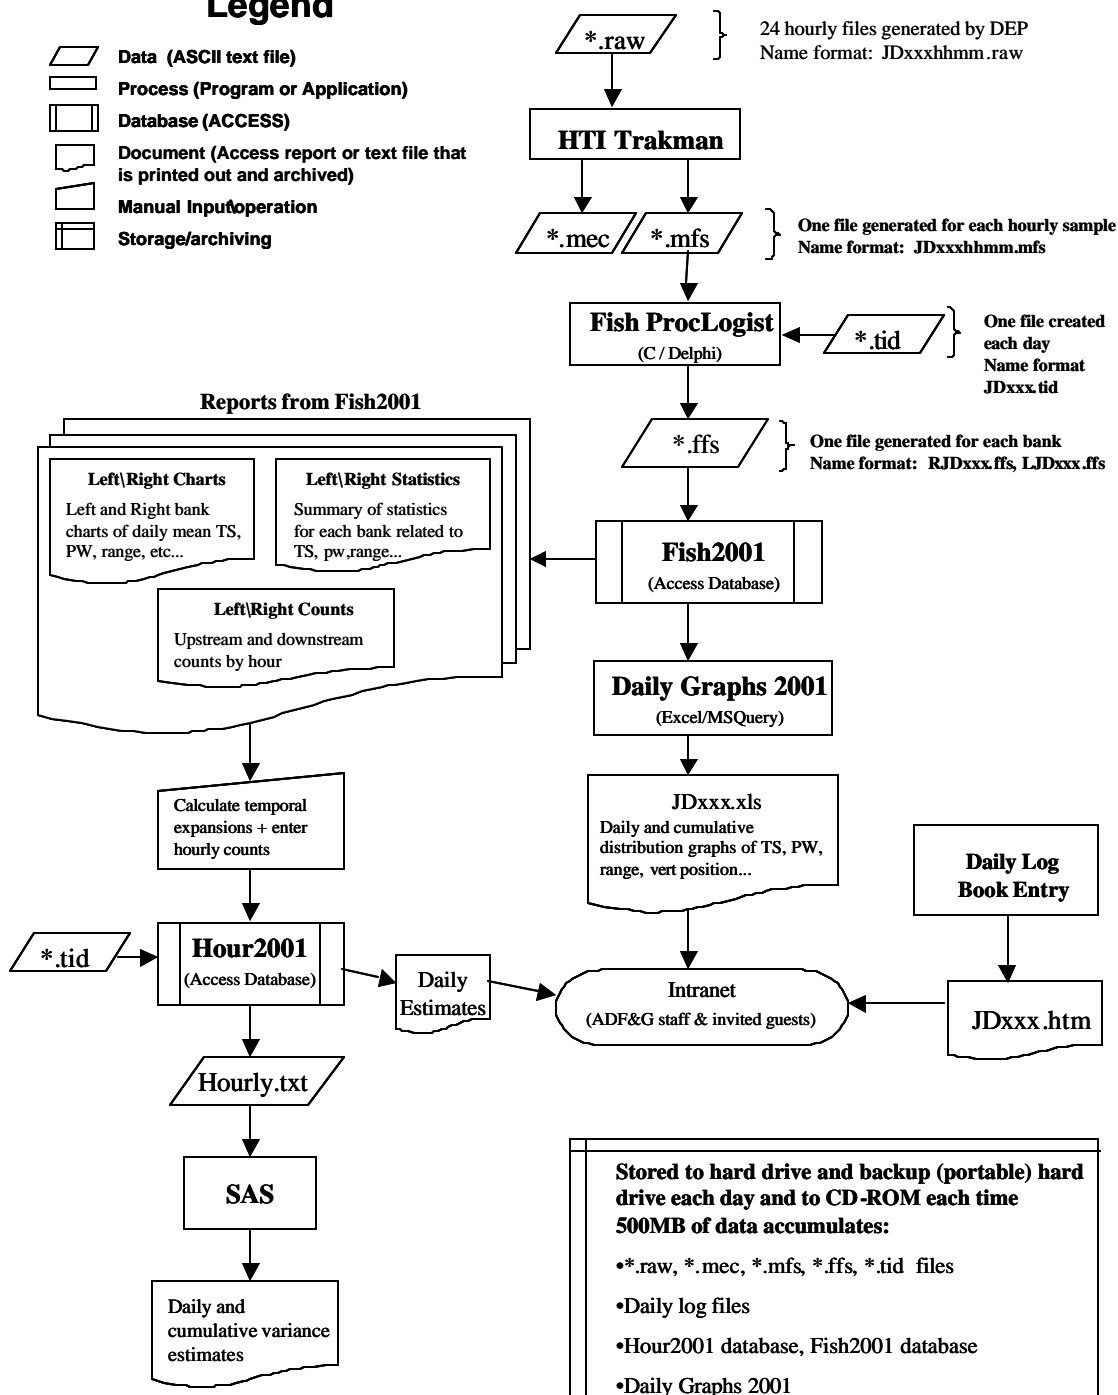 Legend
Data (ASCII text file)
Process (Program or Application)
Database (ACCESS)
Document (Access report or text file that
is printed out and archived)
Manual Input\operation
Storage/archiving
*.raw
24 hourly files generated by DEP
Name format: JDxxxhhmm.raw
HTI Trakman
*.mec
*.mfs
One file generated for each hourly sample
Name format: JDxxxhhmm.mfs
Fish ProcLogist
(C / Delphi)
*.tid
One file created
each day
Name format
JDxxx.tid
*.ffs
One file generated for each bank
Name format: RJDxxx.ffs, LJDxxx.ffs
Reports from Fish2001
Left\Right Charts
Left and Right bank
charts of daily mean TS,
PW, range, etc...
Left\Right Statistics
Summary of statistics
for each bank related to
TS, pw,range...
Left\Right Counts
Upstream and downstream
counts by hour
Fish2001
(Access Database)
Daily Graphs 2001
(Excel/MSQuery)
JDxxx.xls
Daily and cumulative
distribution graphs of TS, PW,
range, vert position...
Calculate temporal
expansions + enter
hourly counts
*.tid
Hour2001
(Access Database)
Daily
Estimates
Intranet
(ADF&G staff & invited guests)
Daily Log
Book Entry
JDxxx.htm
Hourly.txt
SAS
Daily and
cumulative variance
estimates
Stored to hard drive and backup (portable) hard
drive each day and to CD-ROM each time
500MB of data accumulates:
•*.raw, *.mec, *.mfs, *.ffs, *.tid files
•Daily log files
•Hour2001 database, Fish2001 database
•Daily Graphs 2001